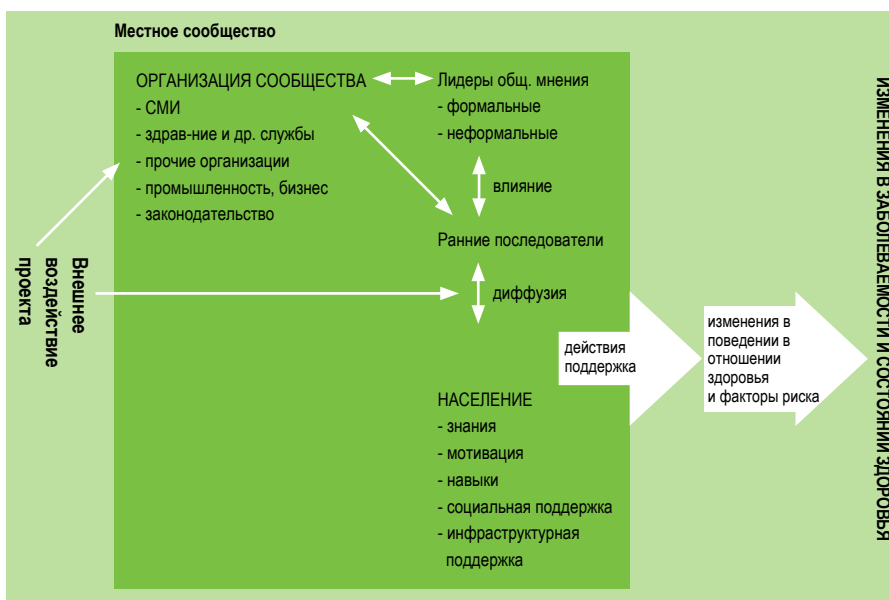 Местное сообщество
ОРГАНИЗАЦИЯ СООБЩЕСТВА
- СМИ
- здрав-ние и др. службы
- прочие организации
- промышленность, бизнес
- законодательство
Лидеры общ. мнения
- формальные
- неформальные
влияние
Ранние последователи
диффузия
Внешнее
воздействие
проекта
НАСЕЛЕНИЕ
- знания
- мотивация
- навыки
- социальная поддержка
- инфраструктурная
поддержка
действия
поддержка
изменения в
поведении в
отношении
здоровья
и факторы риска
ИЗМЕНЕНИЯ В ЗАБОЛЕВАЕМОСТИ И СОСТОЯНИИ ЗДОРОВЬЯ